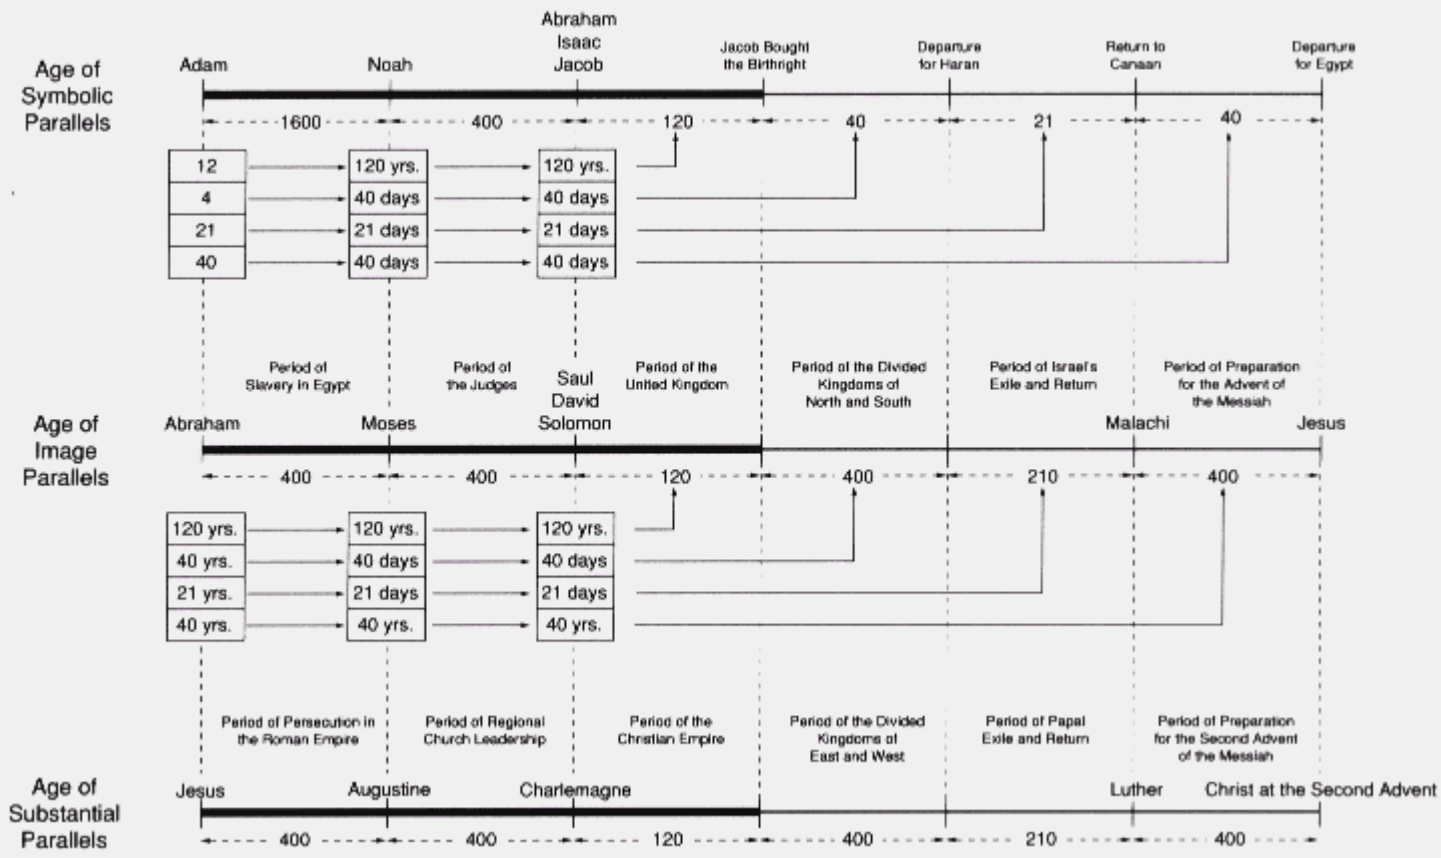 Abraham
Isaac
Jacob
Adam
Noah
Jacob Bought
the Birthright
Departure
for Haran
Return to
Canaan
Departure
for Egypt
Age of
Symbolic
Parallels
1600 400 120 40 21 40
12 120 yrs. 120 yrs.
4 40 days 40 days
21 21 days 21 days
40 40 days 40 days
Period of
Slavery in Egypt
Period of
the Judges
Period of the
United Kingdom
Period of the Divided
Kingdoms of
North and South
Period of Israel's
Exile and Return
Period of Preparation
for the Advent of
the Messiah
Age of
Image
Parallels
Abraham
Moses
Saul
David
Solomon
Malachi
Jesus
400 400 120 400 210 400
120 yrs. 120 yrs. 120 yrs.
40 yrs. 40 days 40 days
21 yrs. 21 days 21 days
40 yrs. 40 yrs. 40 yrs.
Period of Persecution in
the Roman Empire
Period of Regional
Church Leadership
Period of the
Christian Empire
Period of the Divided
Kingdoms of
East and West
Period of Papal
Exile and Return
Period of Preparation
for the Second Advent
of the Messiah
Age of
Substantial
Parallels
Jesus
Augustine
Charlemagne
Luther
Christ at the Second Advent
400 400 120 400 210 400